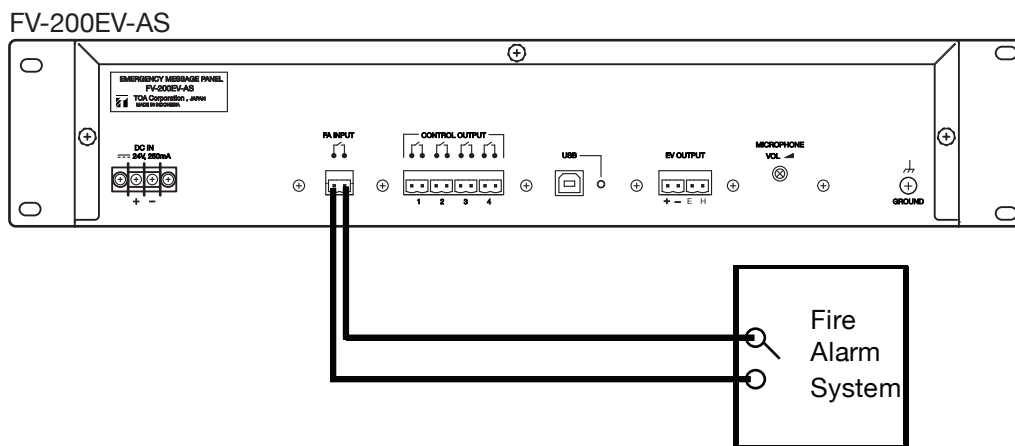 FV-200EV-AS
EMERGENCY MESSAGE PANEL
FV-200EV-AS
TOA Corporation , JAPAN
MADE IN INDONESIA
DC IN
24V, 250mA
+ −
FA INPUT
CONTROL OUTPUT
1 2 3 4
USB
EV OUTPUT
+ − E H
MICROPHONE
VOL
GROUND
Fire
Alarm
System